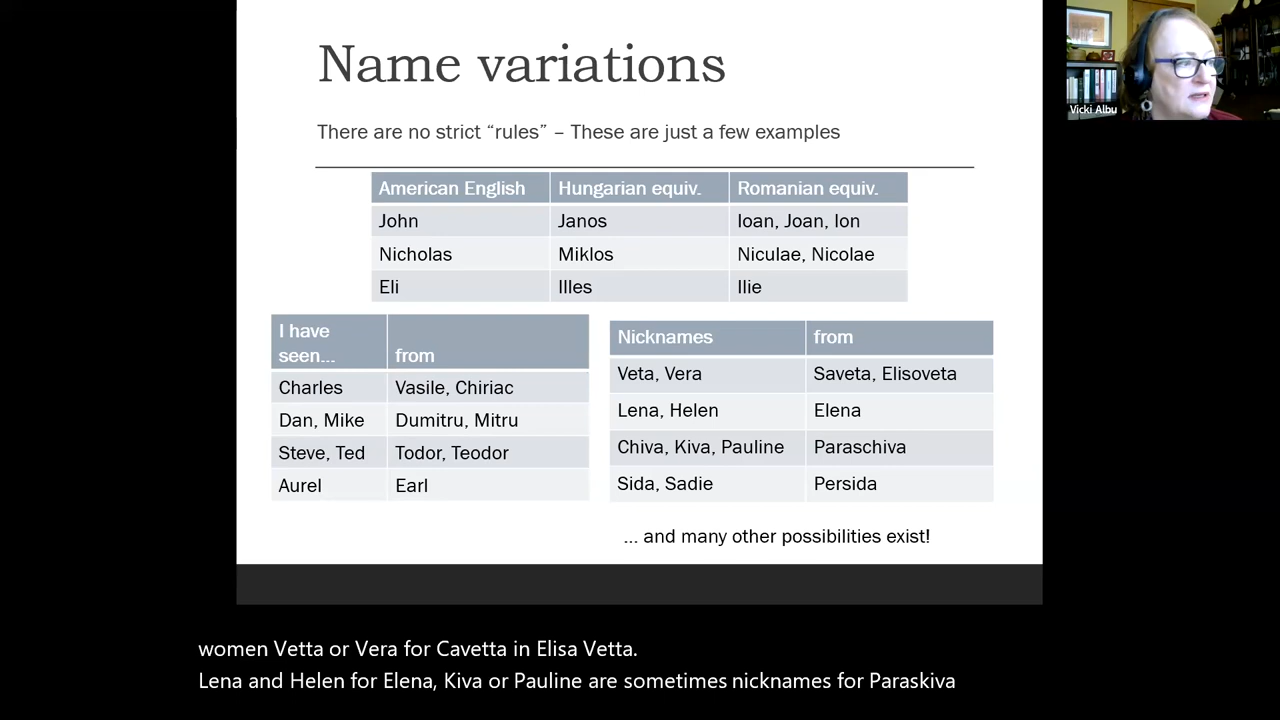 Name variations
There are no strict “rules” – These are just a few examples
American English Hungarian equiv. Romanian equiv.
John Janos Ioan, Joan, Ion
Nicholas Miklos Niculae, Nicolae
Eli Illes Ilie
I have
seen... from
Charles Vasile, Chiriac
Dan, Mike Dumitru, Mitru
Steve, Ted Todor, Teodor
Aurel Earl
Nicknames from
Veta, Vera Saveta, Elisoveta
Lena, Helen Elena
Chiva, Kiva, Pauline Paraschiva
Sida, Sadie Persida
... and many other possibilities exist!
Vicki Albu
women Vetta or Vera for Cavetta in Elisa Vetta.
Lena and Helen for Elena, Kiva or Pauline are sometimes nicknames for Paraskiva